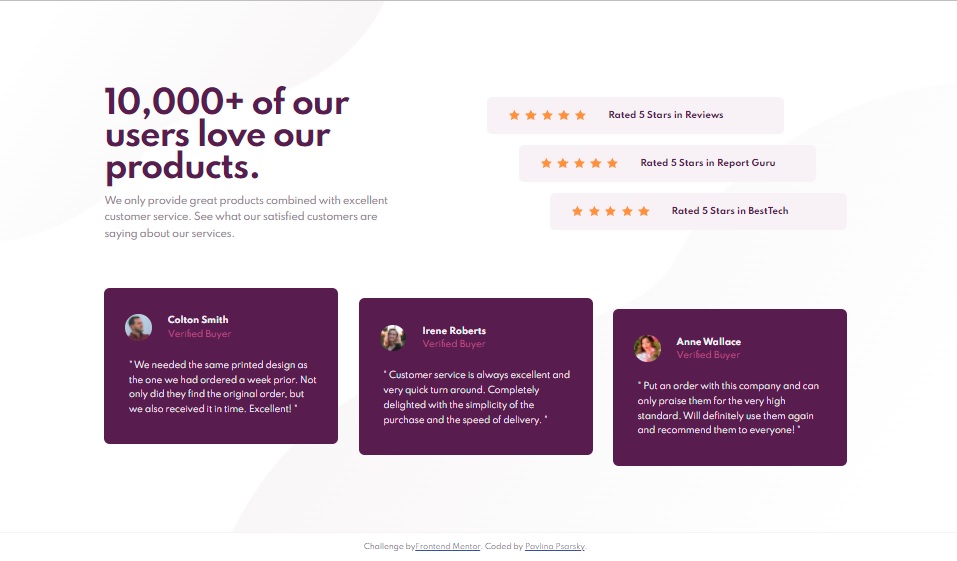 10,000+ of our
users love our
products.
We only provide great products combined with excellent
customer service. See what our satisfied customers are
saying about our services.
Rated 5 Stars in Reviews
Rated 5 Stars in Report Guru
Rated 5 Stars in BestTech
Colton Smith
Verified Buyer
" We needed the same printed design as
the one we had ordered a week prior. Not
only did they find the original order, but
we also received it in time. Excellent! "
Irene Roberts
Verified Buyer
" Customer service is always excellent and
very quick turn around. Completely
delighted with the simplicity of the
purchase and the speed of delivery. "
Anne Wallace
Verified Buyer
" Put an order with this company and can
only praise them for the very high
standard. Will definitely use them again
and recommend them to everyone! "
Challenge byFrontend Mentor. Coded by Pavlina Psarsky.